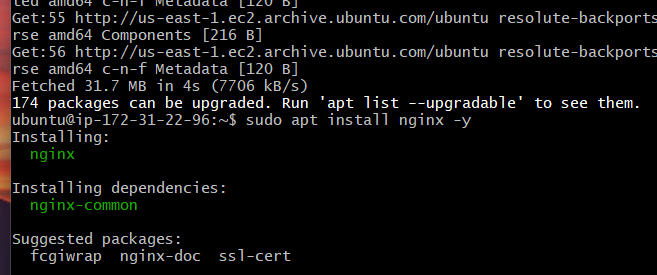 ted amd64 c-n-f Metadata [120 B]
Get:55 http://us-east-1.ec2.archive.ubuntu.com/ubuntu resolute-backports
rse amd64 Components [216 B]
Get:56 http://us-east-1.ec2.archive.ubuntu.com/ubuntu resolute-backports
rse amd64 c-n-f Metadata [120 B]
Fetched 31.7 MB in 4s (7706 kB/s)
174 packages can be upgraded. Run 'apt list --upgradable' to see them.
ubuntu@ip-172-31-22-96:~$ sudo apt install nginx -y
Installing:
  nginx

Installing dependencies:
  nginx-common

Suggested packages:
  fcgiwrap  nginx-doc  ssl-cert